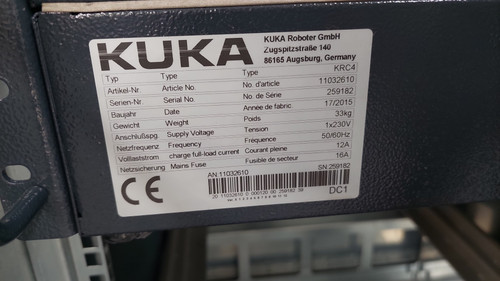 KUKA
KUKA Roboter GmbH
Zugspitzstraße 140
86165 Augsburg, Germany
Typ Type Type KRC4
Artikel-Nr. Article No. No. d'article 11032610
Serien-Nr. Serial No. No. de Série 259182
Baujahr Date Année de fabric. 17/2015
Gewicht Weight Poids 33kg
Anschlußspg. Supply Voltage Tension 1x230V
Netzfrequenz Frequency Frequence 50/60Hz
Volllaststrom charge full-load current Courant pleine 12A
Netzsicherung Mains Fuse Fusible de secteur 16A
AN.11032610 SN.259182
CE
DC1